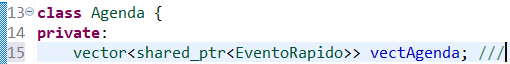 13 class Agenda {
14 private:
15 vector<shared_ptr<EventoRapido>> vectAgenda; ///